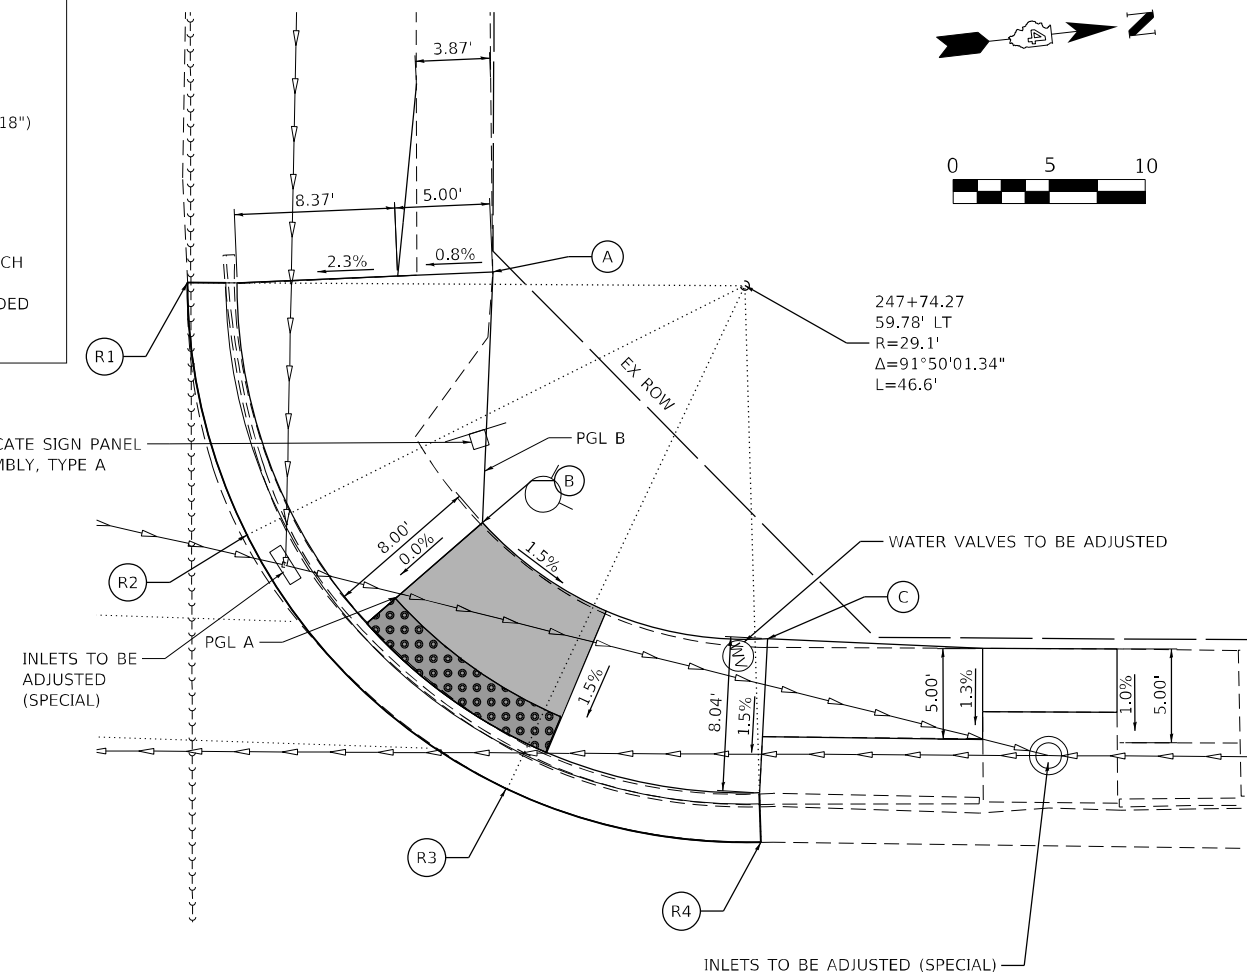 18")
CH
DED
3.87'
8.37'
5.00'
2.3%
0.8%
A
N
4
0 5 10
R1
247+74.27
59.78' LT
R=29.1'
Δ=91°50'01.34"
L=46.6'
EX ROW
CATE SIGN PANEL
MBLY, TYPE A
PGL B
B
8.00'
0.0%
1.5%
WATER VALVES TO BE ADJUSTED
R2
C
PGL A
INLETS TO BE
ADJUSTED
(SPECIAL)
1.5%
8.04'
1.5%
5.00'
1.3%
1.0%
5.00'
R3
R4
INLETS TO BE ADJUSTED (SPECIAL)